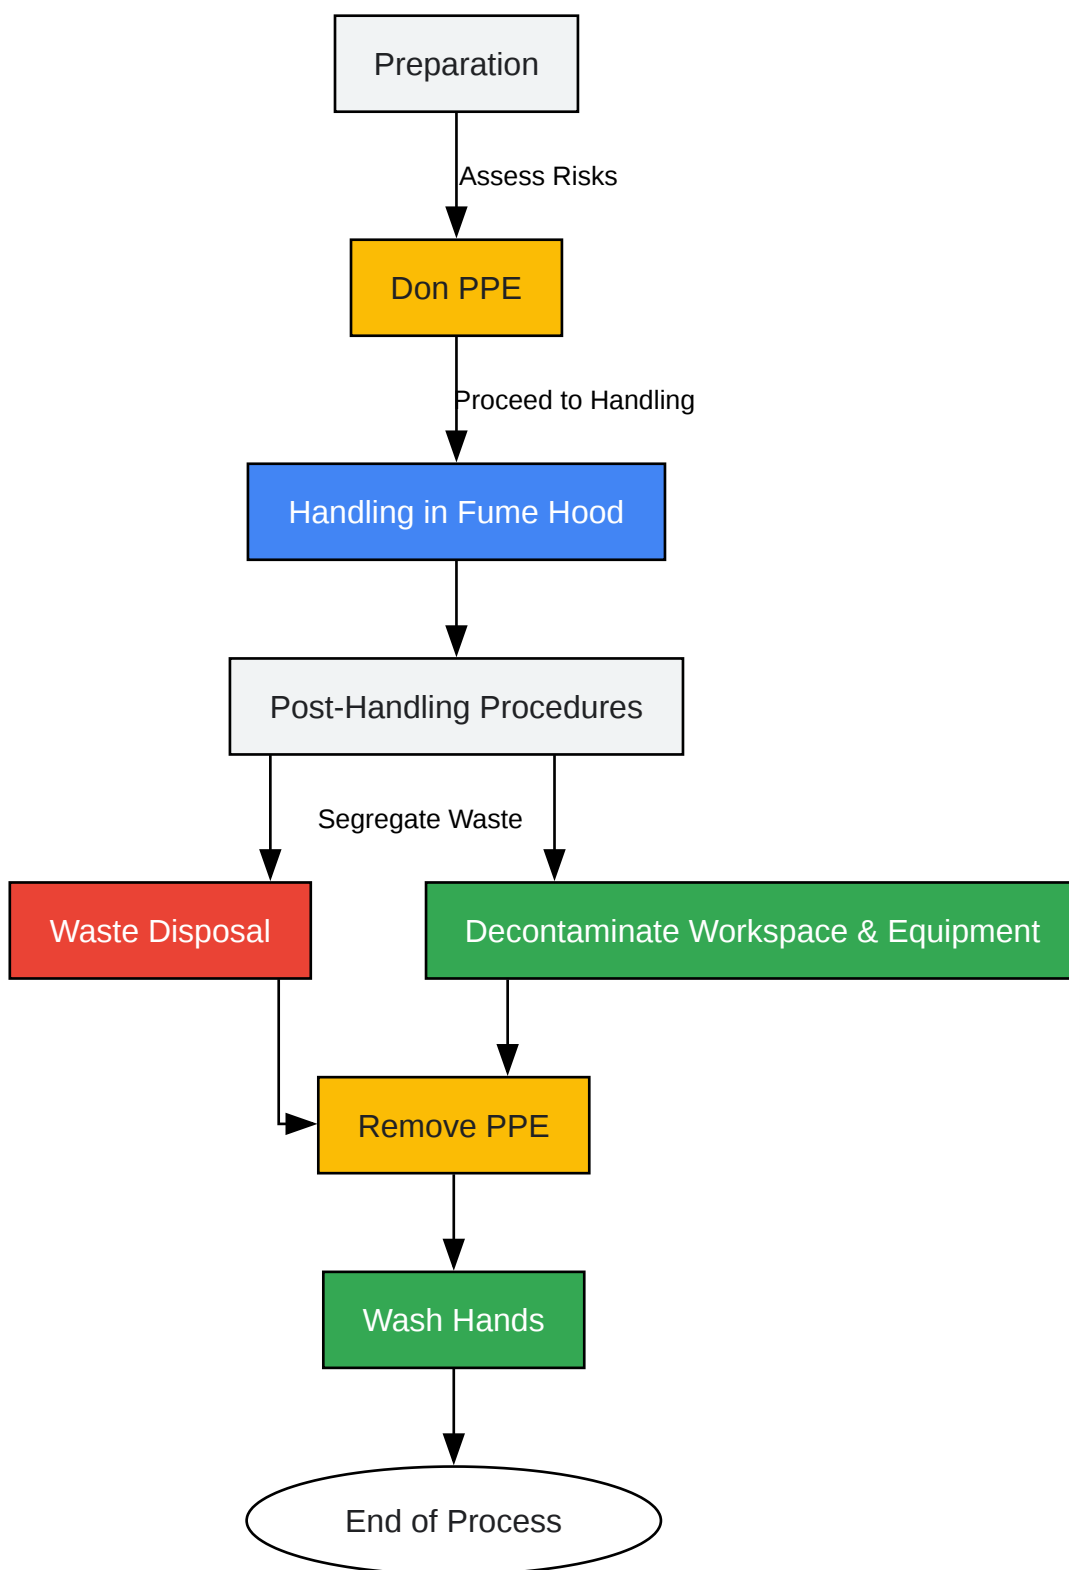 Preparation
Assess Risks
Don PPE
Proceed to Handling
Handling in Fume Hood
Post-Handling Procedures
Segregate Waste
Waste Disposal
Decontaminate Workspace & Equipment
Remove PPE
Wash Hands
End of Process